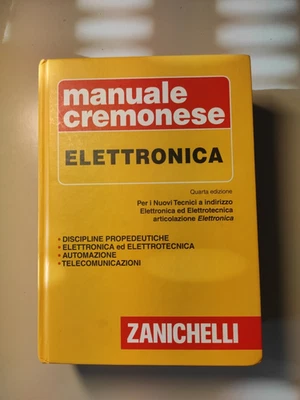 manuale
cremonese
ELETTRONICA
Quarta edizione
Per i Nuovi Tecnici a indirizzo
Elettronica ed Elettrotecnica
articolazione Elettronica
• DISCIPLINE PROPEDEUTICHE
• ELETTRONICA ed ELETTROTECNICA
• AUTOMAZIONE
• TELECOMUNICAZIONI
ZANICHELLI